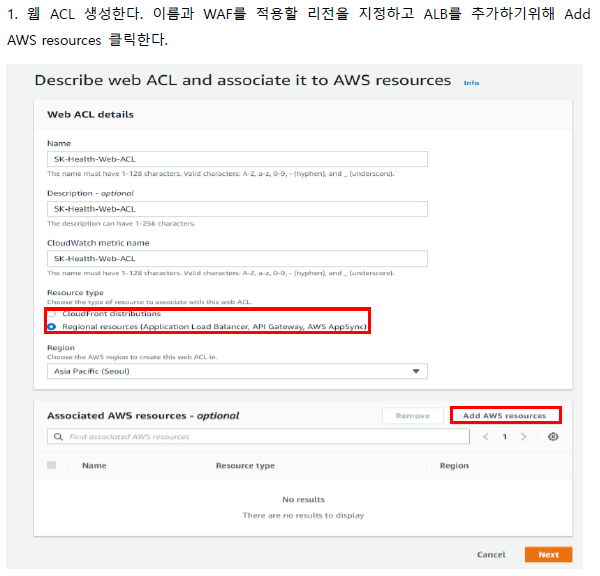 1. 웹 ACL 생성한다. 이름과 WAF를 적용할 리전을 지정하고 ALB를 추가하기위해 Add
AWS resources 클릭한다.
Describe web ACL and associate it to AWS resources Info
Web ACL details
Name
SK-Health-Web-ACL
The name must have 1-128 characters. Valid characters: A-Z, a-z, 0-9, - (hyphen), and _ (underscore).
Description - optional
SK-Health-Web-ACL
The description can have 1-256 characters.
CloudWatch metric name
SK-Health-Web-ACL
The name must have 1-128 characters. Valid characters: A-Z, a-z, 0-9, - (hyphen), and _ (underscore).
Resource type
Choose the type of resource to associate with this web ACL.
CloudFront distributions
Regional resources (Application Load Balancer, API Gateway, AWS AppSync)
Region
Choose the AWS region to create this web ACL in.
Asia Pacific (Seoul)
Associated AWS resources - optional Remove Add AWS resources
Find associated AWS resources 1
Name Resource type Region
No results
There are no results to display
Cancel Next